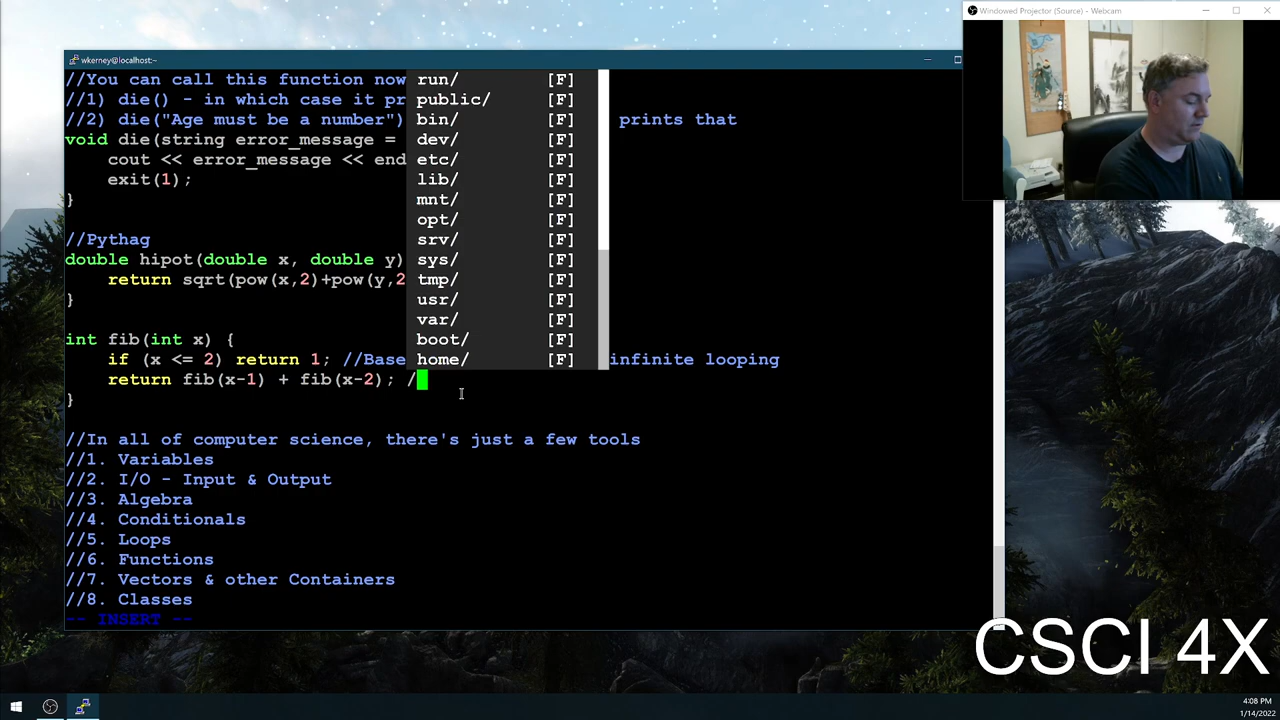 Windowed Projector (Source) - Webcam
wkerney@localhost:~
//You can call this function now
//1) die() - in which case it pr
//2) die("Age must be a number") prints that
void die(string error_message =
cout << error_message << end
exit(1);
}
//Pythag
double hipot(double x, double y)
return sqrt(pow(x,2)+pow(y,2
}
int fib(int x) {
if (x <= 2) return 1; //Base infinite looping
return fib(x-1) + fib(x-2); /
}
run/ [F]
public/ [F]
bin/ [F]
dev/ [F]
etc/ [F]
lib/ [F]
mnt/ [F]
opt/ [F]
srv/ [F]
sys/ [F]
tmp/ [F]
usr/ [F]
var/ [F]
boot/ [F]
home/ [F]
//In all of computer science, there's just a few tools
//1. Variables
//2. I/O - Input & Output
//3. Algebra
//4. Conditionals
//5. Loops
//6. Functions
//7. Vectors & other Containers
//8. Classes
-- INSERT --
CSCI 4X
4:08 PM
1/14/2022